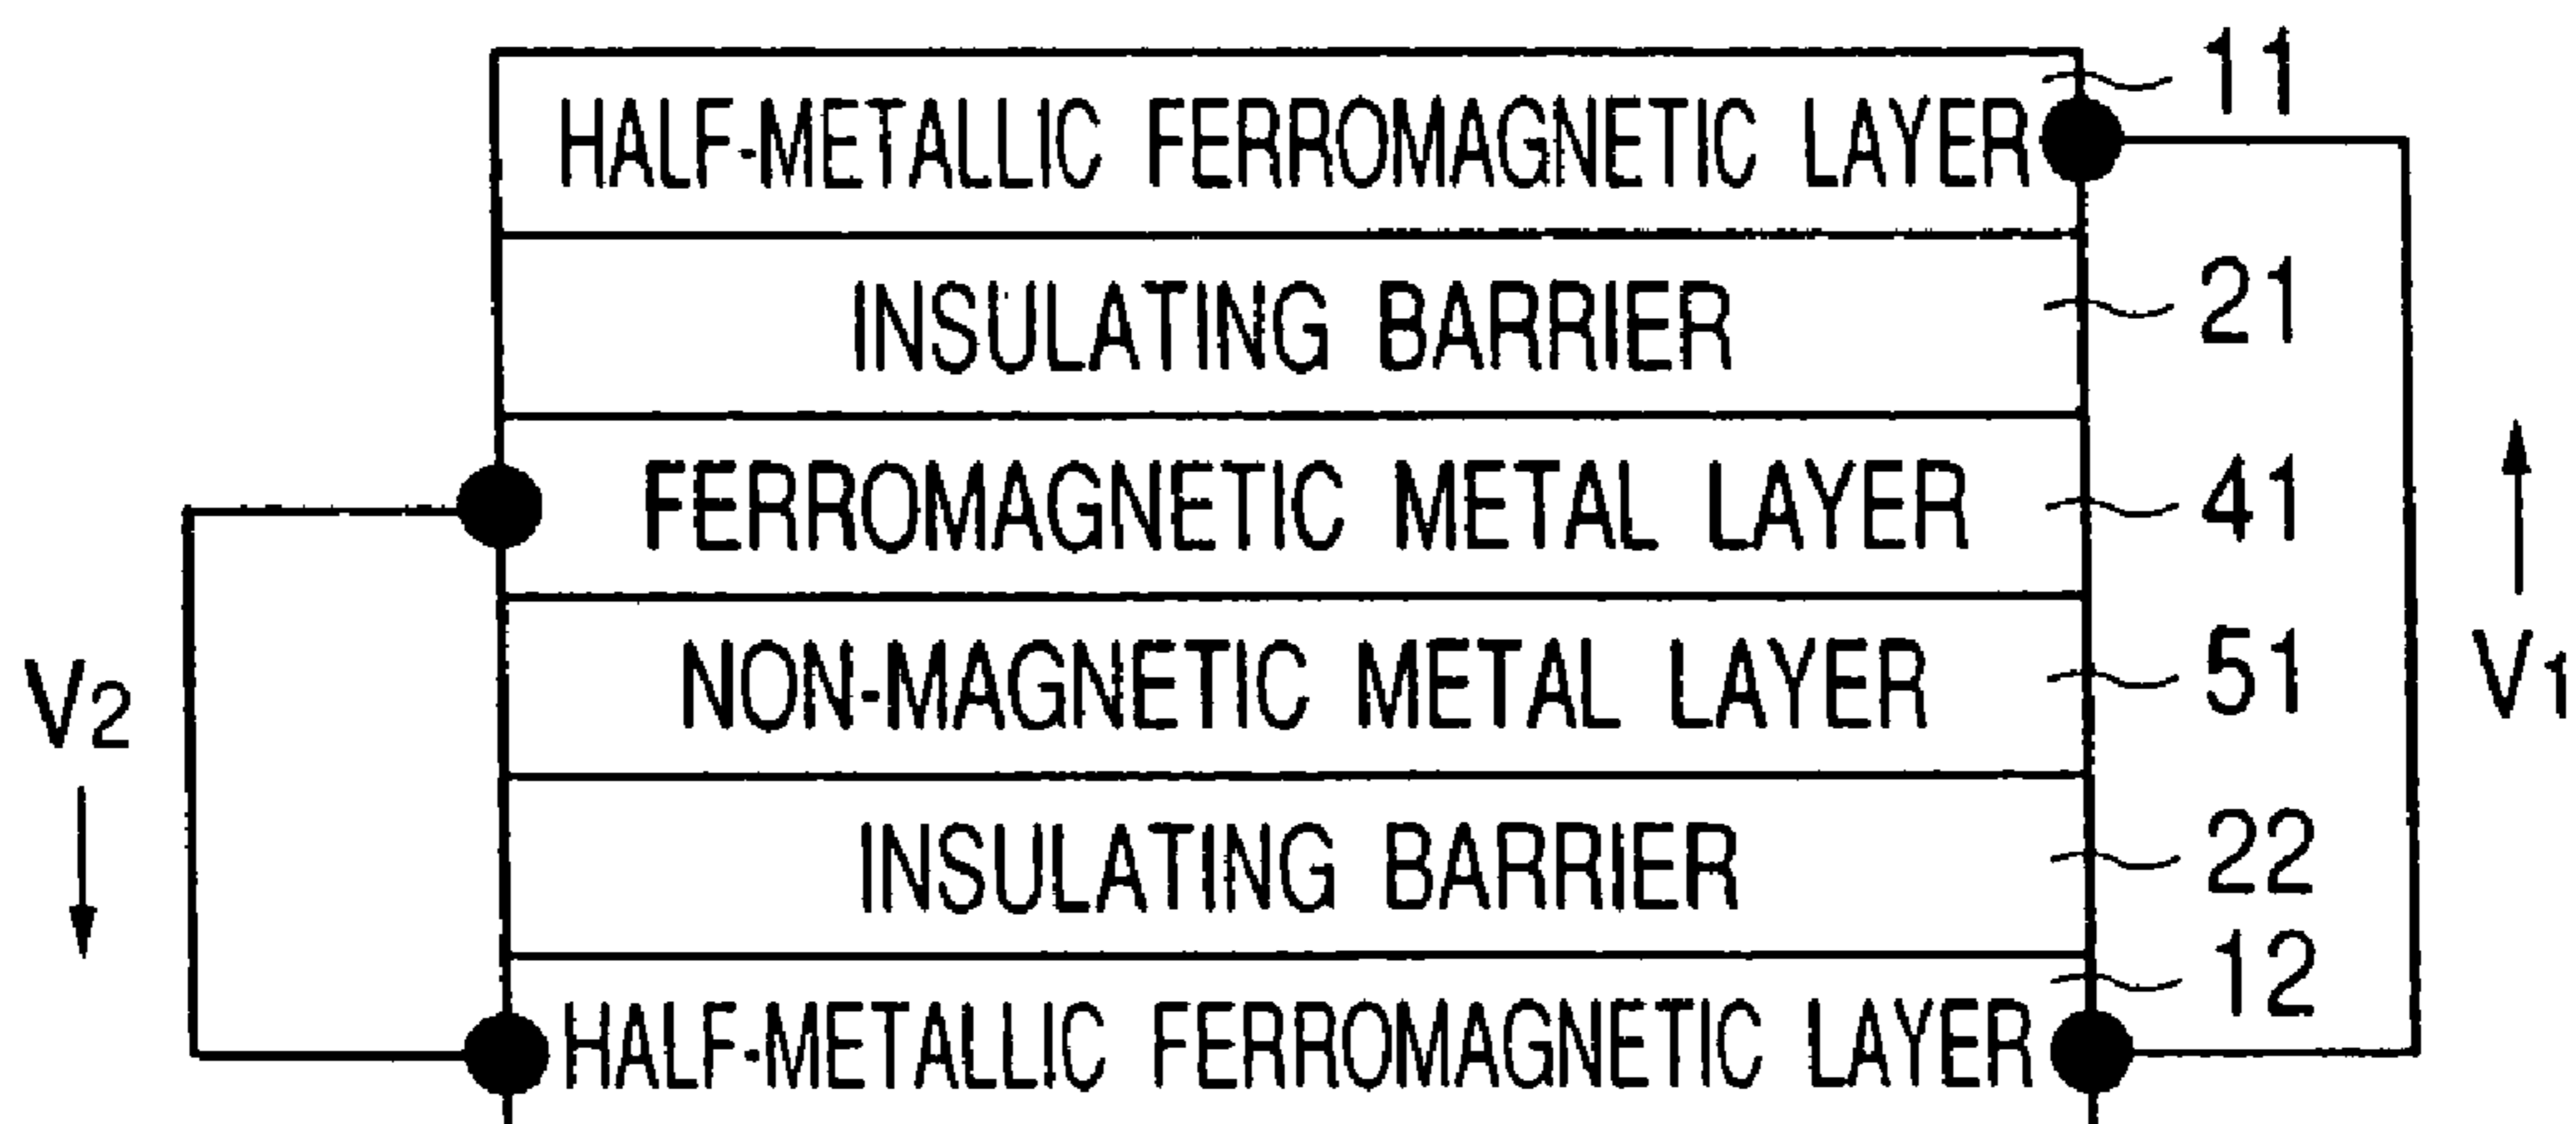 HALF-METALLIC FERROMAGNETIC LAYER 11
INSULATING BARRIER 21
FERROMAGNETIC METAL LAYER 41
NON-MAGNETIC METAL LAYER 51
V2
V1
INSULATING BARRIER 22
HALF-METALLIC FERROMAGNETIC LAYER 12